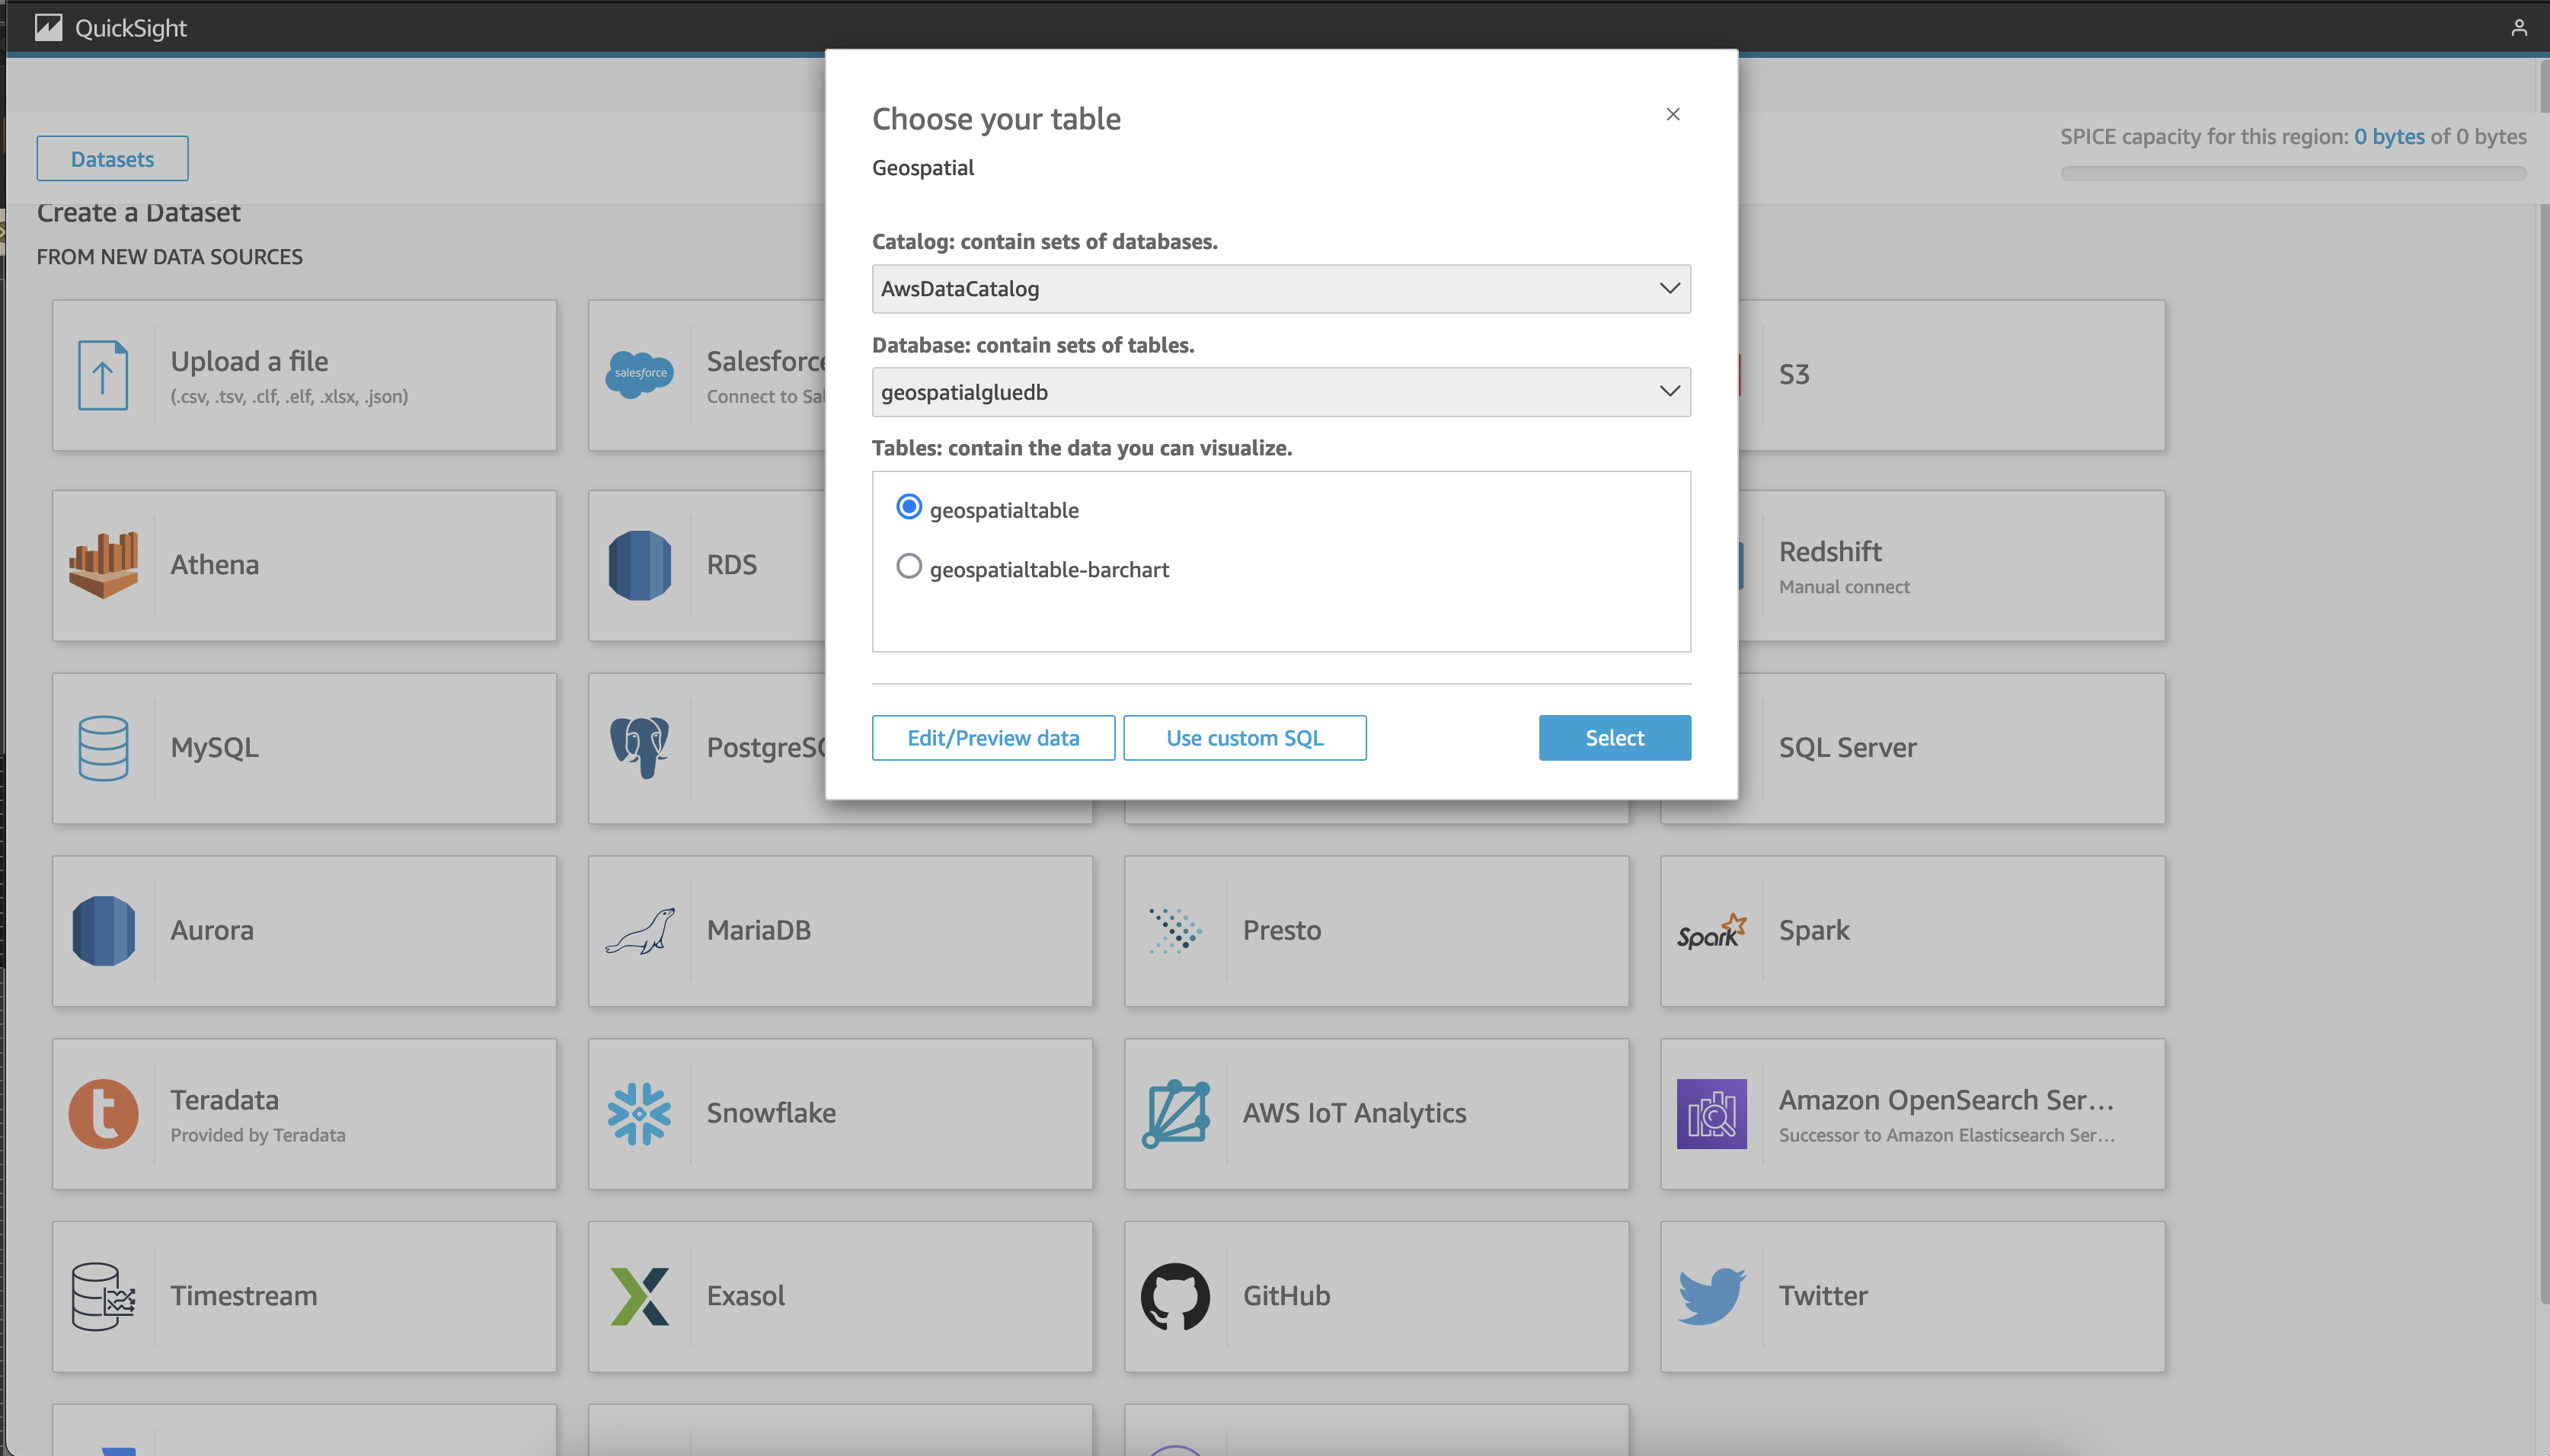 QuickSight
Datasets
SPICE capacity for this region: 0 bytes of 0 bytes
Create a Dataset
FROM NEW DATA SOURCES
Choose your table
Geospatial
Catalog: contain sets of databases.
AwsDataCatalog
Database: contain sets of tables.
geospatialgluedb
Tables: contain the data you can visualize.
geospatialtable
geospatialtable-barchart
Edit/Preview data
Use custom SQL
Select
Upload a file
(.csv, .tsv, .clf, .elf, .xlsx, .json)
salesforce
Salesforce
Connect to Sal
S3
Athena
RDS
Redshift
Manual connect
MySQL
PostgreSQ
SQL Server
Aurora
MariaDB
Presto
Spark
Spark
t
Teradata
Provided by Teradata
Snowflake
AWS IoT Analytics
Amazon OpenSearch Ser...
Successor to Amazon Elasticsearch Ser...
Timestream
Exasol
GitHub
Twitter